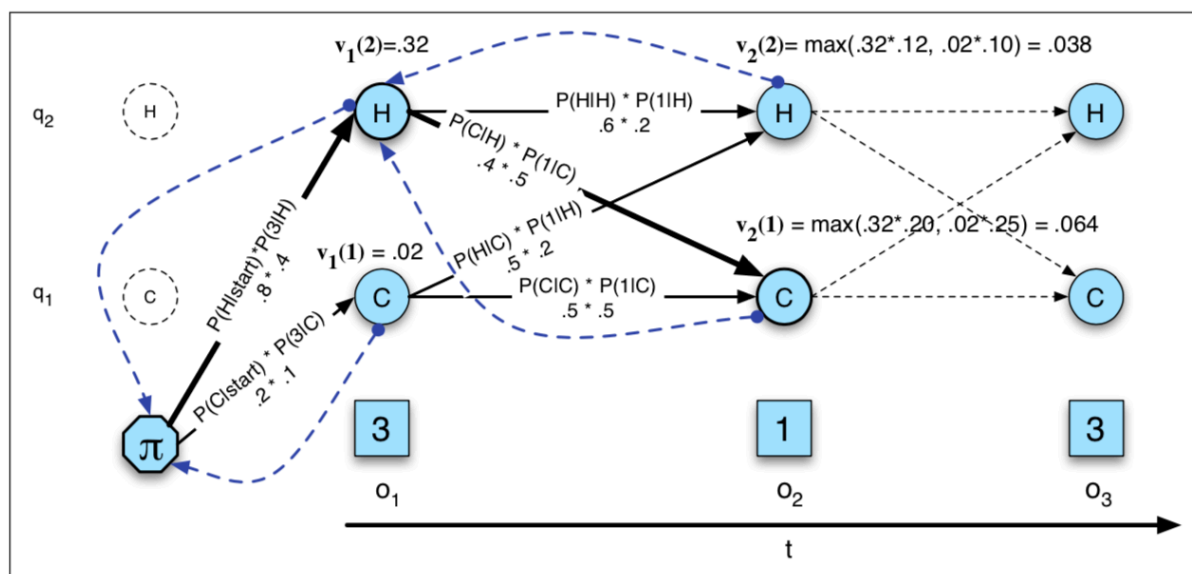 v₁(2)=.32
v₂(2)= max(.32*.12, .02*.10) = .038
q₂
H
H
P(H|H) * P(1|H)
.6 * .2
H
H
P(C|H) * P(1|C)
.4 * .5
P(H|start)*P(3|H)
.8 * .4
v₁(1) = .02
P(H|C) * P(1|H)
.5 * .2
v₂(1) = max(.32*.20, .02*.25) = .064
q₁
C
C
P(C|C) * P(1|C)
.5 * .5
C
C
P(C|start) * P(3|C)
.2 * .1
π
3
1
3
o₁
o₂
o₃
t